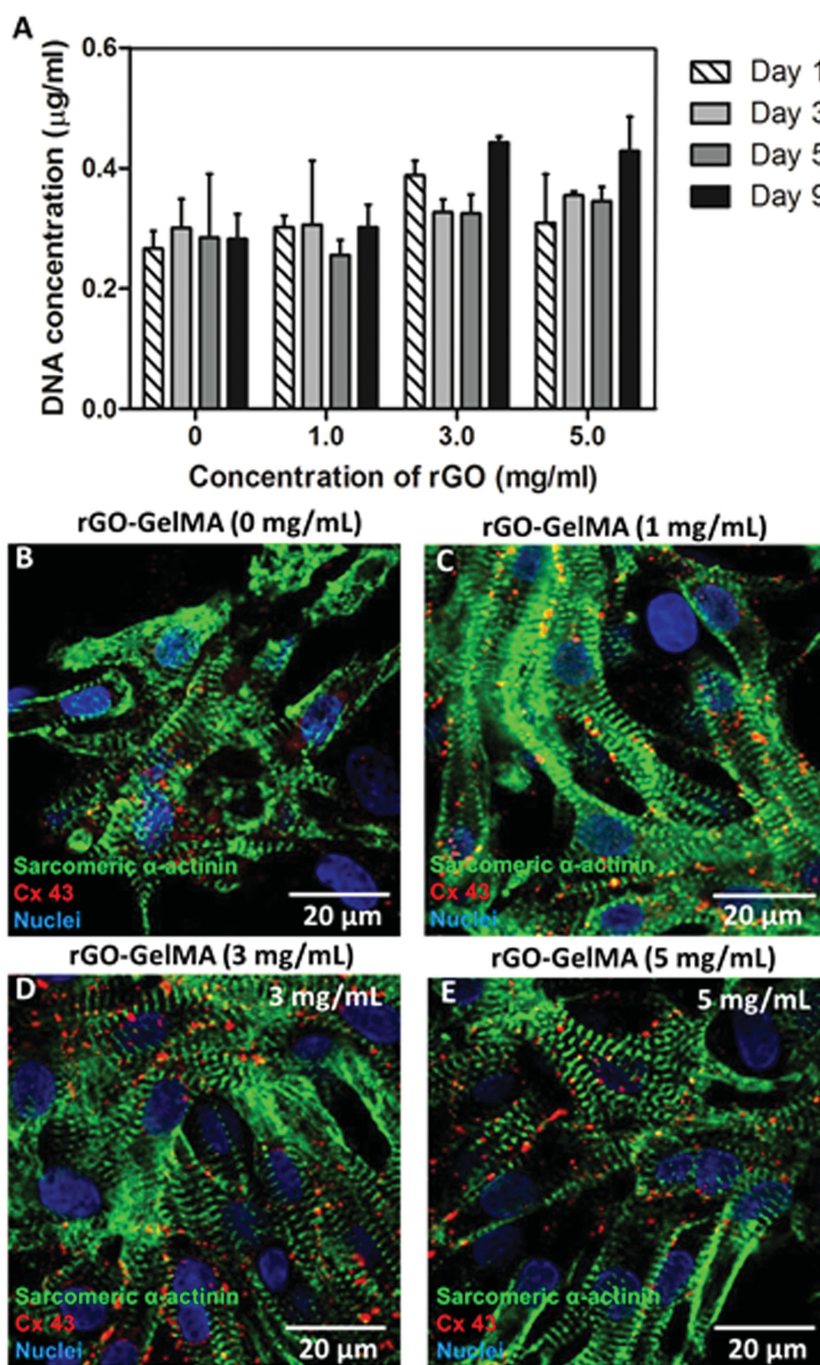 A
0.6
0.4
0.2
0.0
DNA concentration (μg/ml)
Day 1
Day 3
Day 5
Day 9
0 1.0 3.0 5.0
Concentration of rGO (mg/ml)
rGO-GelMA (0 mg/mL)
B
Sarcomeric α-actinin
Cx 43
Nuclei
20 μm
rGO-GelMA (1 mg/mL)
C
Sarcomeric α-actinin
Cx 43
Nuclei
20 μm
rGO-GelMA (3 mg/mL)
D
3 mg/mL
Sarcomeric α-actinin
Cx 43
Nuclei
20 μm
rGO-GelMA (5 mg/mL)
E
5 mg/mL
Sarcomeric α-actinin
Cx 43
Nuclei
20 μm